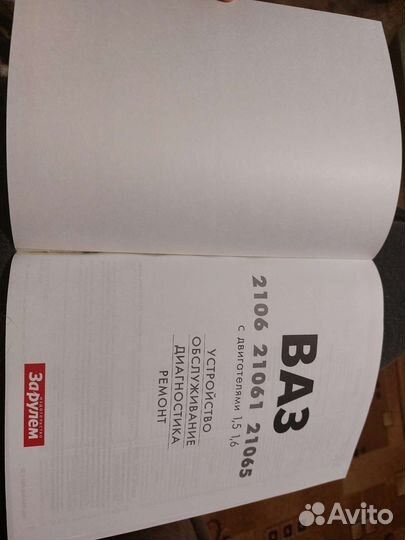 ВАЗ
2106 21061 21065
с двигателями 1,5 1,6
УСТРОЙСТВО
ОБСЛУЖИВАНИЕ
ДИАГНОСТИКА
РЕМОНТ
За рулем
Avito